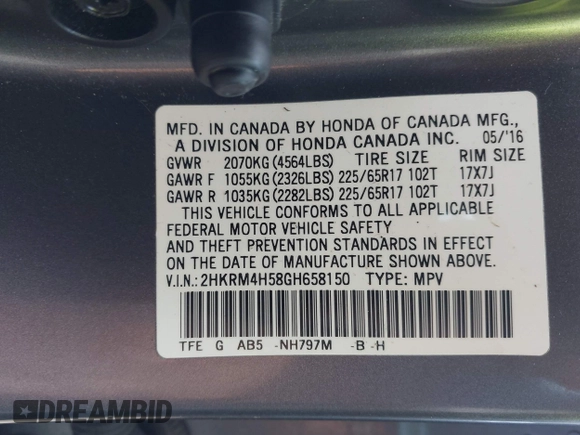 MFD. IN CANADA BY HONDA OF CANADA MFG.,
A DIVISION OF HONDA CANADA INC. 05/'16
GVWR 2070KG (4564LBS) TIRE SIZE RIM SIZE
GAWR F 1055KG (2326LBS) 225/65R17 102T 17X7J
GAWR R 1035KG (2282LBS) 225/65R17 102T 17X7J
THIS VEHICLE CONFORMS TO ALL APPLICABLE
FEDERAL MOTOR VEHICLE SAFETY
AND THEFT PREVENTION STANDARDS IN EFFECT
ON THE DATE OF MANUFACTURE SHOWN ABOVE.
V.I.N.: 2HKRM4H58GH658150 TYPE: MPV
TFE G AB5 -NH797M -B -H
DREAMBID